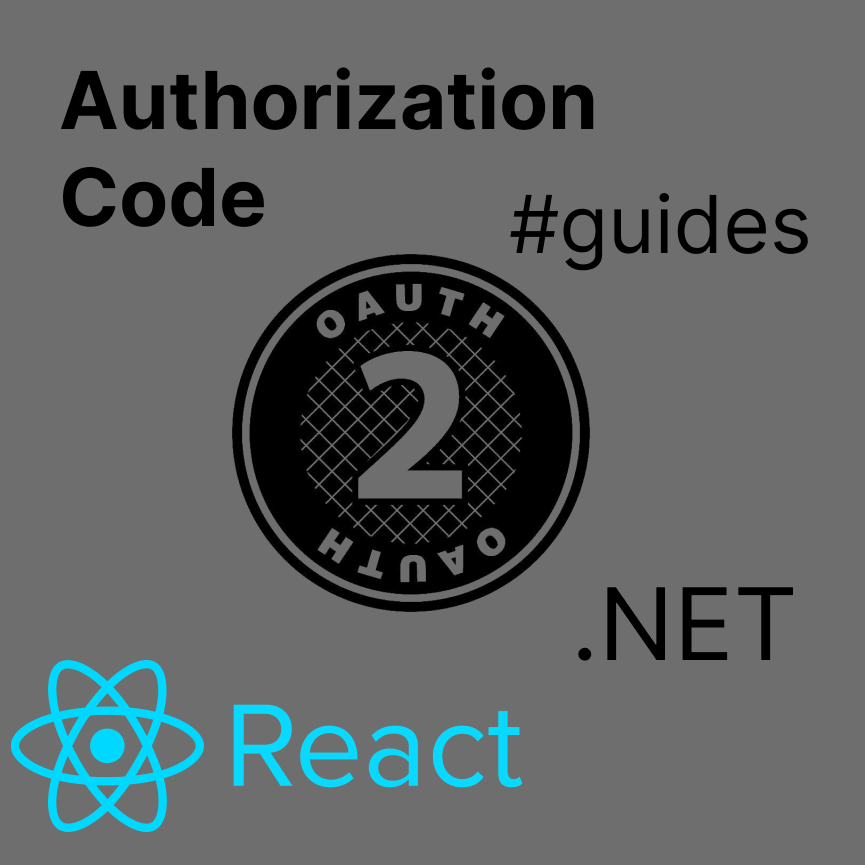 Authorization
Code
#guides
OAUTH
2
OAUTH
.NET
React